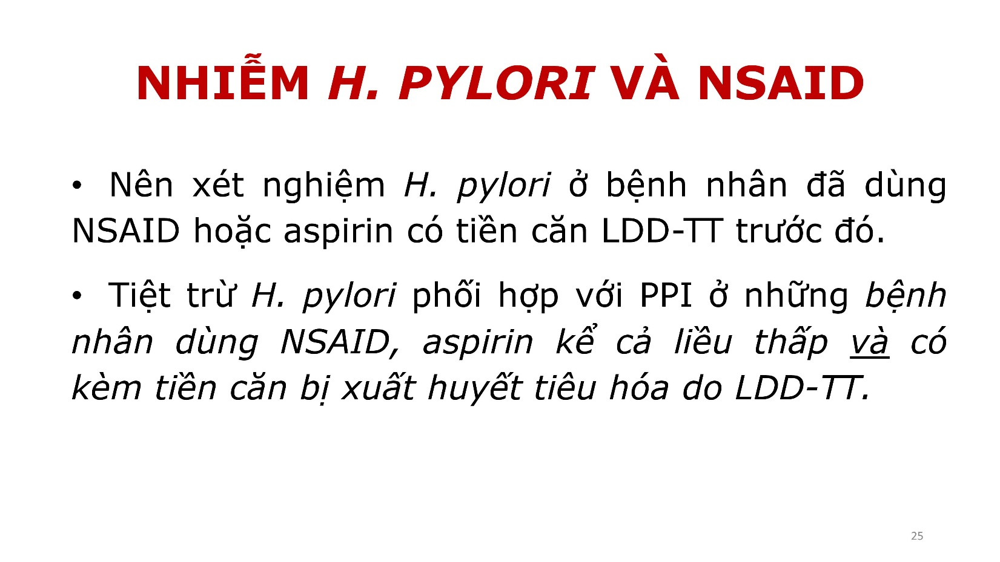 NHIỄM H. PYLORI VÀ NSAID
• Nên xét nghiệm H. pylori ở bệnh nhân đã dùng
NSAID hoặc aspirin có tiền căn LDD-TT trước đó.
• Tiệt trừ H. pylori phối hợp với PPI ở những bệnh
nhân dùng NSAID, aspirin kể cả liều thấp và có
kèm tiền căn bị xuất huyết tiêu hóa do LDD-TT.
25